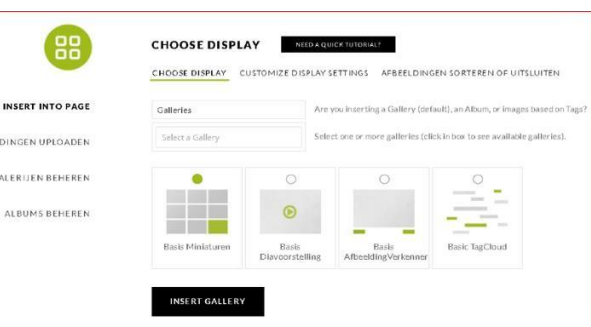 CHOOSE DISPLAY
NEED A QUICK TUTORIAL?
CHOOSE DISPLAY CUSTOMIZE DISPLAY SETTINGS AFBEELDINGEN SORTEREN OF UITSLUITEN
INSERT INTO PAGE
DINGEN UPLOADEN
ALERIJEN BEHEREN
ALBUMS BEHEREN
Galleries
Are you inserting a Gallery (default), an Album, or images based on Tags?
Select a Gallery
Select one or more galleries (click in box to see available galleries).
Basis Miniaturen
Basis
Diavoorstelling
Basis
AfbeeldingVerkenner
Basic TagCloud
INSERT GALLERY